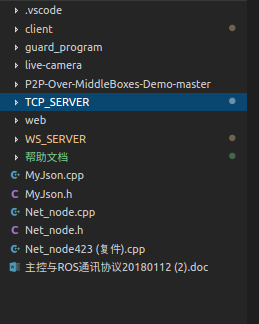 .vscode
client
guard_program
live-camera
P2P-Over-MiddleBoxes-Demo-master
TCP_SERVER
web
WS_SERVER
帮助文档
MyJson.cpp
MyJson.h
Net_node.cpp
Net_node.h
Net_node423 (复件).cpp
主控与ROS通讯协议20180112 (2).doc